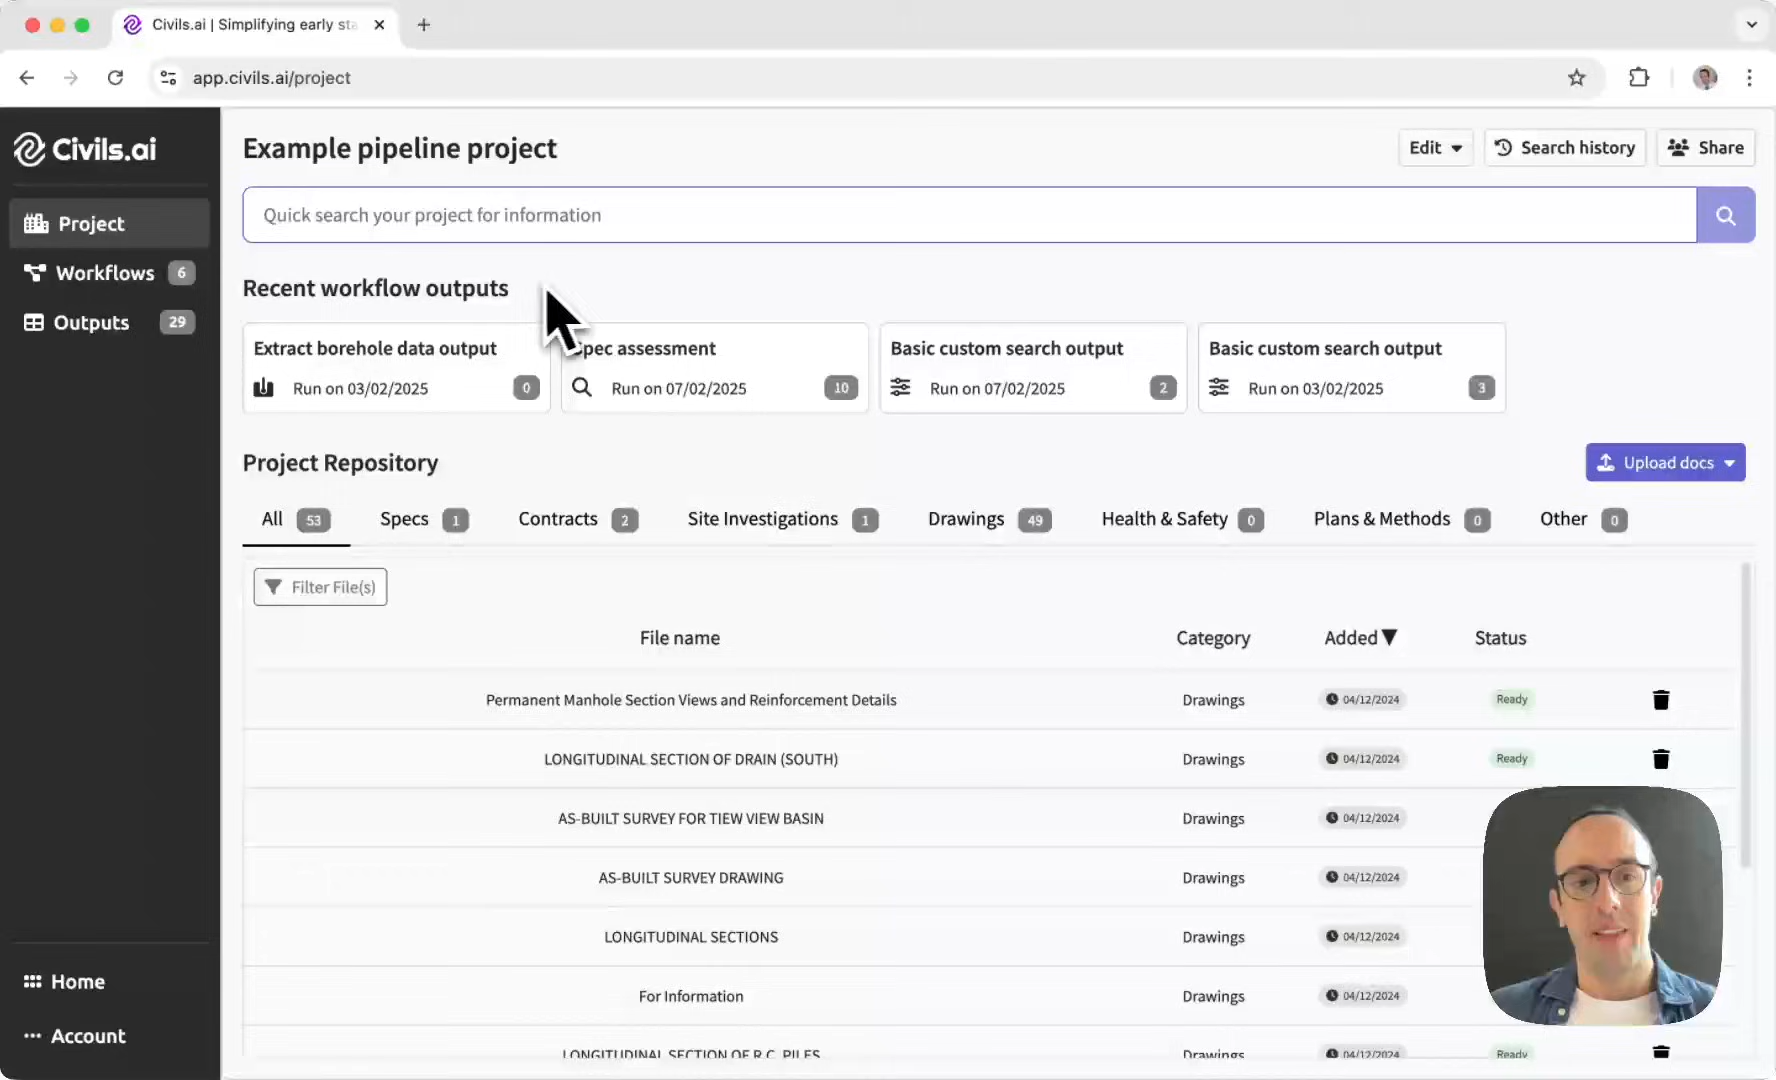 Civils.ai | Simplifying early sta
app.civils.ai/project
Civils.ai
Project
Workflows 6
Outputs 29
Home
Account
Example pipeline project
Edit
Search history
Share
Quick search your project for information
Recent workflow outputs
Extract borehole data output
Run on 03/02/2025 0
pec assessment
Run on 07/02/2025 10
Basic custom search output
Run on 07/02/2025 2
Basic custom search output
Run on 03/02/2025 3
Project Repository
Upload docs
All 53 Specs 1 Contracts 2 Site Investigations 1 Drawings 49 Health & Safety 0 Plans & Methods 0 Other 0
Filter File(s)
File name Category Added Status
Permanent Manhole Section Views and Reinforcement Details Drawings 04/12/2024 Ready
LONGITUDINAL SECTION OF DRAIN (SOUTH) Drawings 04/12/2024 Ready
AS-BUILT SURVEY FOR TIEW VIEW BASIN Drawings 04/12/2024
AS-BUILT SURVEY DRAWING Drawings 04/12/2024
LONGITUDINAL SECTIONS Drawings 04/12/2024
For Information Drawings 04/12/2024
LONGITUDINAL SECTION OF R.C. PILES Drawings 04/12/2024 Ready